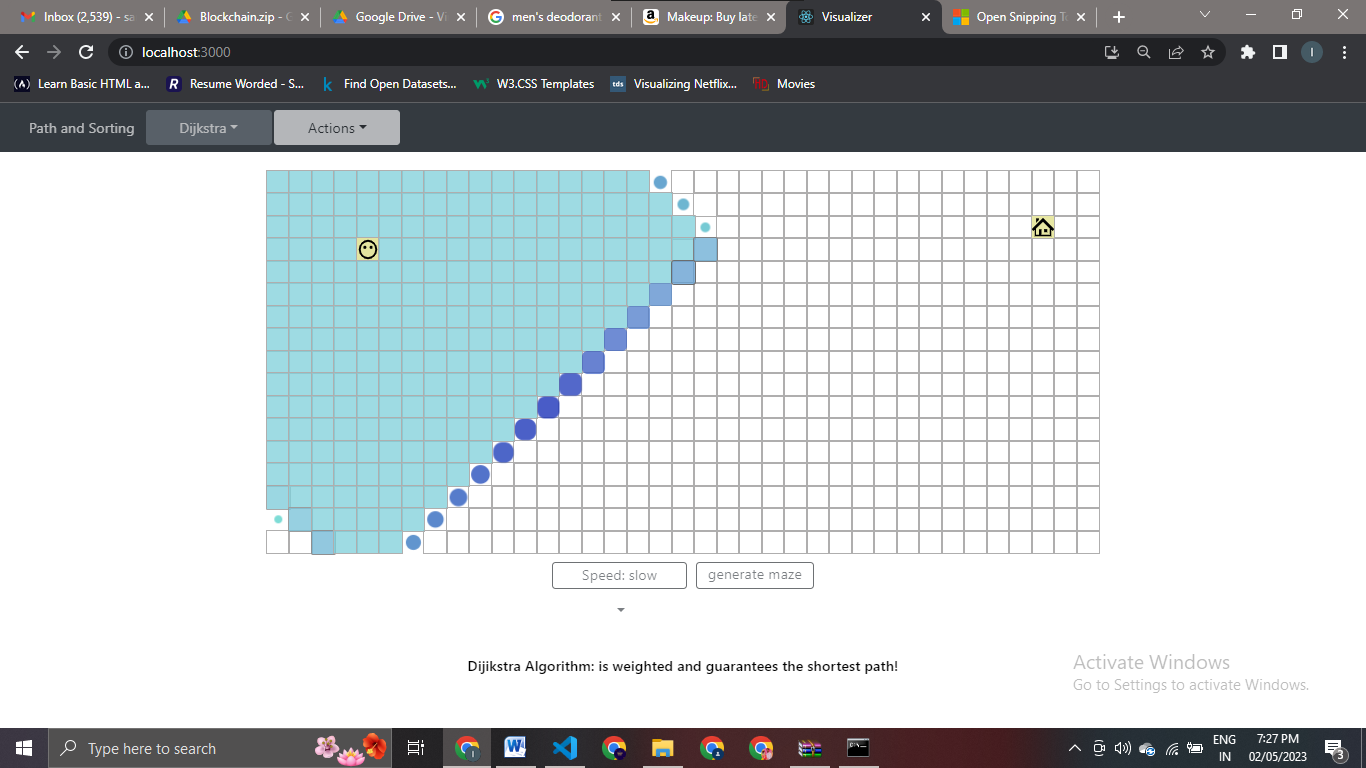 Inbox (2,539) - sa
Blockchain.zip - G
Google Drive - Vi
men's deodorant
Makeup: Buy late
Visualizer
Open Snipping T
localhost:3000
Learn Basic HTML a...
Resume Worded - S...
Find Open Datasets...
W3.CSS Templates
Visualizing Netflix...
Movies
Path and Sorting
Dijkstra
Actions
Speed: slow
generate maze
Dijikstra Algorithm: is weighted and guarantees the shortest path!
Activate Windows
Go to Settings to activate Windows.
Type here to search
ENG
IN
7:27 PM
02/05/2023
3